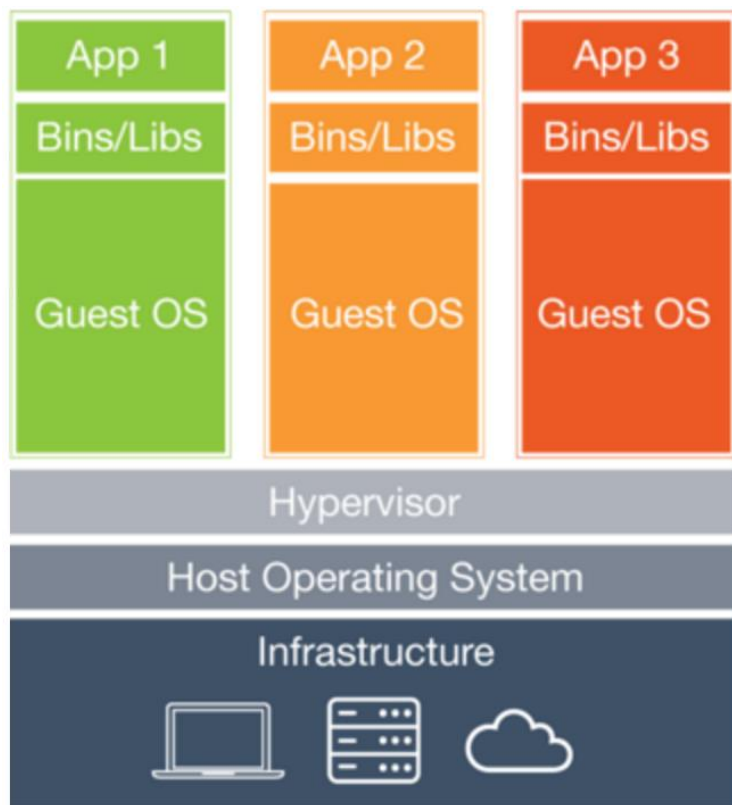 App 1
App 2
App 3
Bins/Libs
Bins/Libs
Bins/Libs
Guest OS
Guest OS
Guest OS
Hypervisor
Host Operating System
Infrastructure